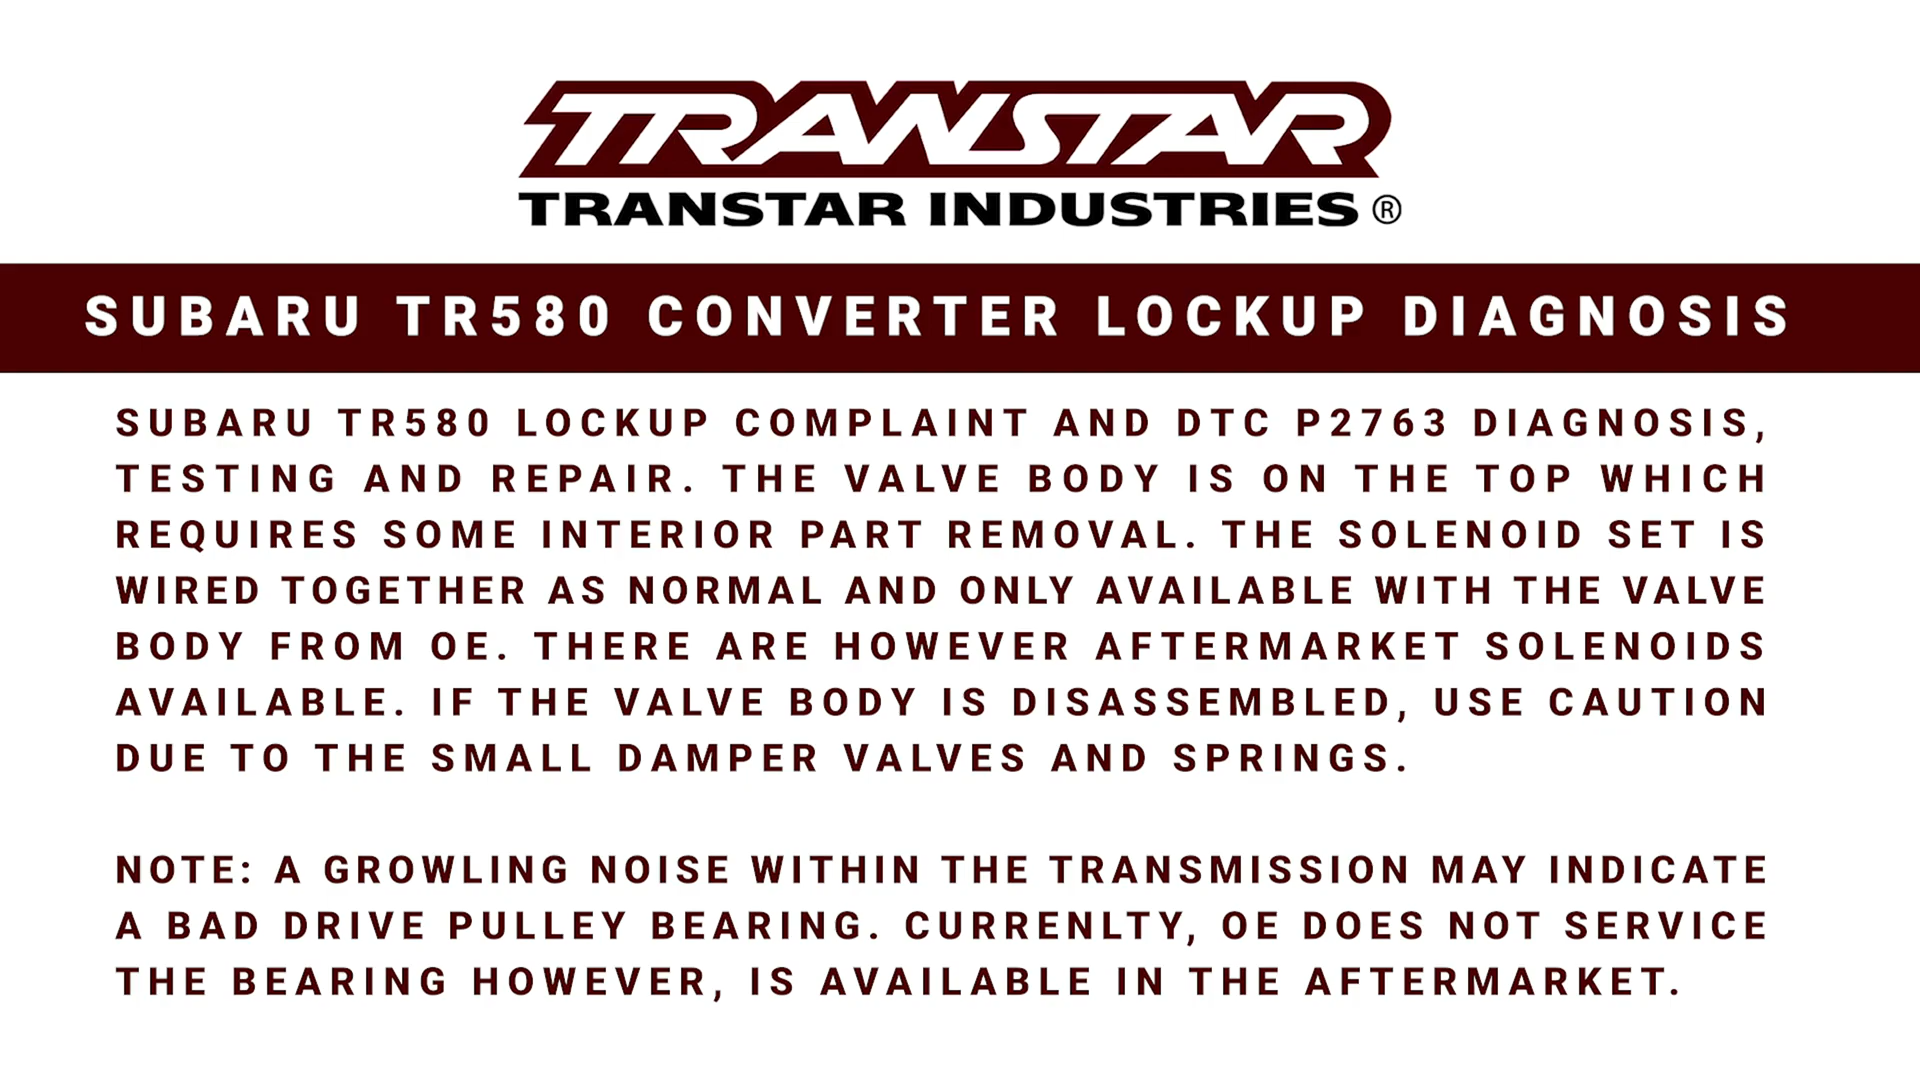 TRANSTAR
TRANSTAR INDUSTRIES ®
SUBARU TR580 CONVERTER LOCKUP DIAGNOSIS
SUBARU TR580 LOCKUP COMPLAINT AND DTC P2763 DIAGNOSIS,
TESTING AND REPAIR. THE VALVE BODY IS ON THE TOP WHICH
REQUIRES SOME INTERIOR PART REMOVAL. THE SOLENOID SET IS
WIRED TOGETHER AS NORMAL AND ONLY AVAILABLE WITH THE VALVE
BODY FROM OE. THERE ARE HOWEVER AFTERMARKET SOLENOIDS
AVAILABLE. IF THE VALVE BODY IS DISASSEMBLED, USE CAUTION
DUE TO THE SMALL DAMPER VALVES AND SPRINGS.
NOTE: A GROWLING NOISE WITHIN THE TRANSMISSION MAY INDICATE
A BAD DRIVE PULLEY BEARING. CURRENLTY, OE DOES NOT SERVICE
THE BEARING HOWEVER, IS AVAILABLE IN THE AFTERMARKET.